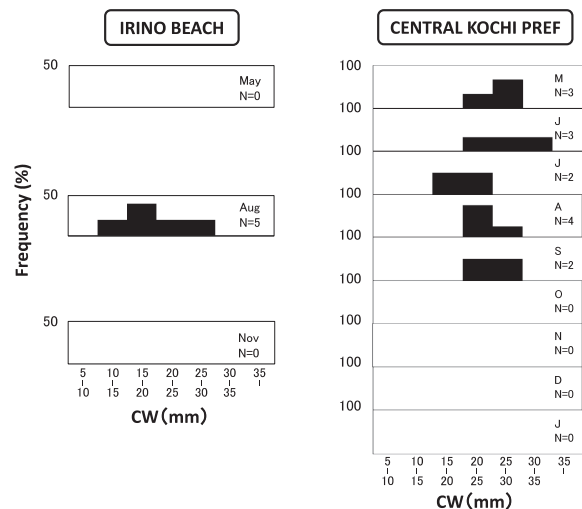 IRINO BEACH
50
May
N=0
50
Aug
N=5
50
Nov
N=0
Frequency (%)
5 10 15 20 25 30 35
| | | | | | |
10 15 20 25 30 35
CW(mm)
CENTRAL KOCHI PREF
100
M
N=3
100
J
N=3
100
J
N=2
100
A
N=4
100
S
N=2
100
O
N=0
100
N
N=0
100
D
N=0
100
J
N=0
5 10 15 20 25 30 35
| | | | | | |
10 15 20 25 30 35
CW(mm)